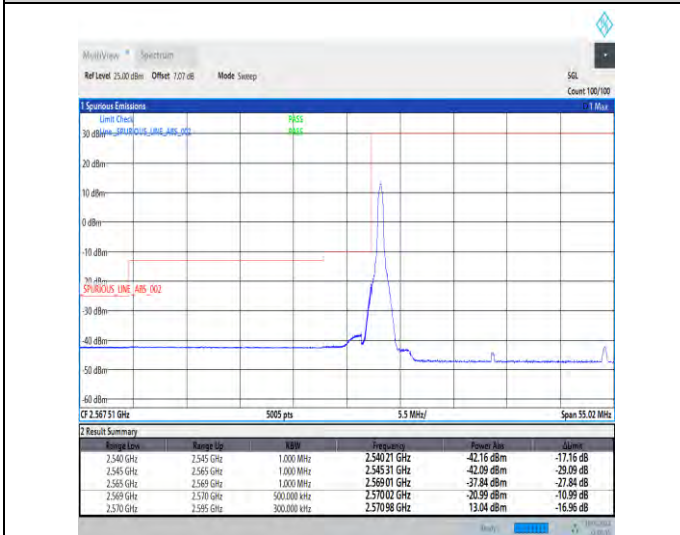 MultiView Spectrum
Ref Level 25.00 dBm Offset 7.07 dB Mode Sweep SGL
Count 100/100
1 Spurious Emissions 1 Max
Limit Check PASS
30 dBm Line _SPURIOUS_LINE_ABS_002 PASS
20 dBm
10 dBm
0 dBm
-10 dBm
-20 dBm
_SPURIOUS_LINE_ABS_002
-30 dBm
-40 dBm
-50 dBm
-60 dBm
CF 2.567 51 GHz 5005 pts 5.5 MHz/ Span 55.02 MHz
2 Result Summary
Range Low Range Up RBW Frequency Power Abs ΔLimit
2.540 GHz 2.545 GHz 1.000 MHz 2.540 21 GHz -42.16 dBm -17.16 dB
2.545 GHz 2.565 GHz 1.000 MHz 2.545 31 GHz -42.09 dBm -29.09 dB
2.565 GHz 2.569 GHz 1.000 MHz 2.569 01 GHz -37.84 dBm -27.84 dB
2.569 GHz 2.570 GHz 500.000 kHz 2.570 02 GHz -20.99 dBm -10.99 dB
2.570 GHz 2.595 GHz 300.000 kHz 2.570 98 GHz 13.04 dBm -16.96 dB
Ready